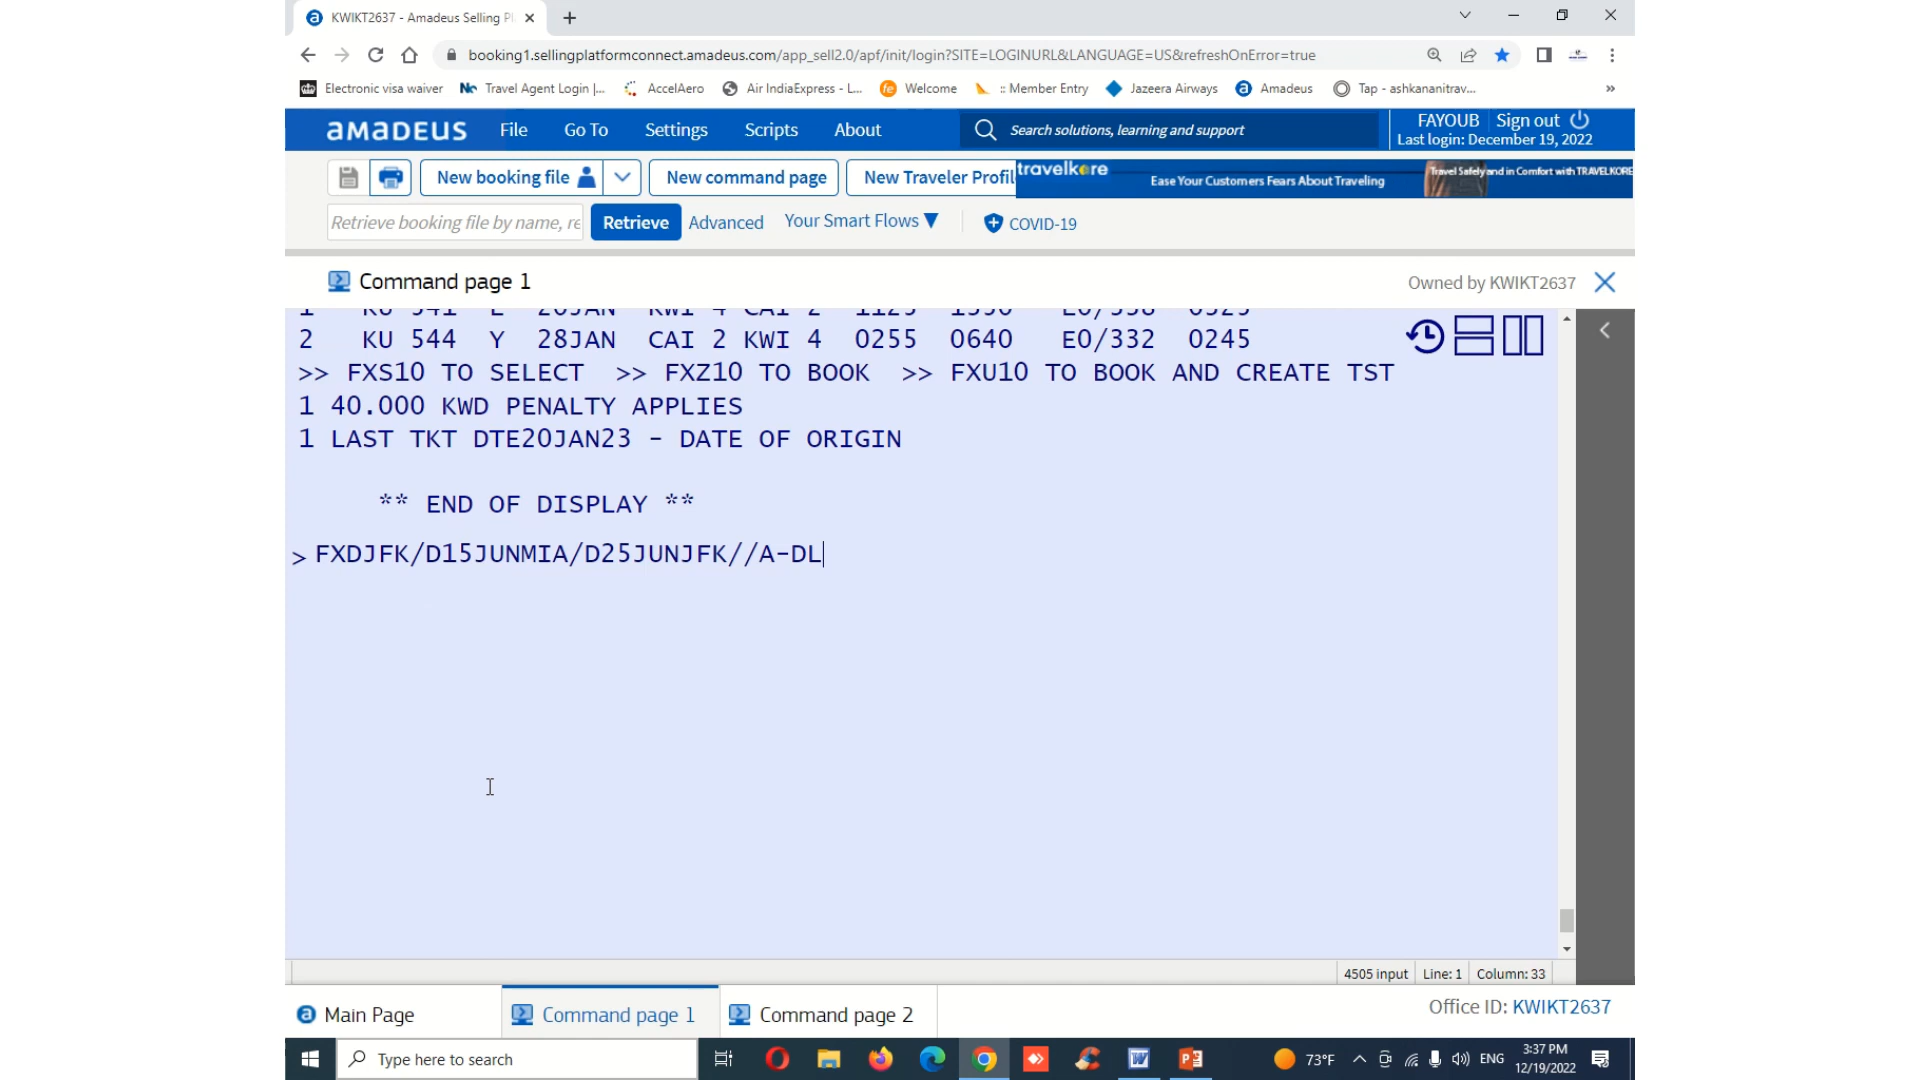 KWIKT2637 - Amadeus Selling Pl
booking1.sellingplatformconnect.amadeus.com/app_sell2.0/apf/init/login?SITE=LOGINURL&LANGUAGE=US&refreshOnError=true
Electronic visa waiver Travel Agent Login |... AccelAero Air IndiaExpress - L... Welcome :: Member Entry Jazeera Airways Amadeus Tap - ashkananitrav... »
amadeus File Go To Settings Scripts About Search solutions, learning and support FAYOUB Sign out
Last login: December 19, 2022
New booking file New command page New Traveler Profil travelkore Ease Your Customers Fears About Traveling Travel Safely and in Comfort with TRAVELKORE
Retrieve booking file by name, re Retrieve Advanced Your Smart Flows COVID-19
Command page 1 Owned by KWIKT2637
2 KU 544 Y 28JAN CAI 2 KWI 4 0255 0640 E0/332 0245
>> FXS10 TO SELECT >> FXZ10 TO BOOK >> FXU10 TO BOOK AND CREATE TST
1 40.000 KWD PENALTY APPLIES
1 LAST TKT DTE20JAN23 - DATE OF ORIGIN
** END OF DISPLAY **
> FXDJFK/D15JUNMIA/D25JUNJFK//A-DL
4505 input Line: 1 Column: 33
Main Page Command page 1 Command page 2 Office ID: KWIKT2637
Type here to search 73°F ENG 3:37 PM
12/19/2022